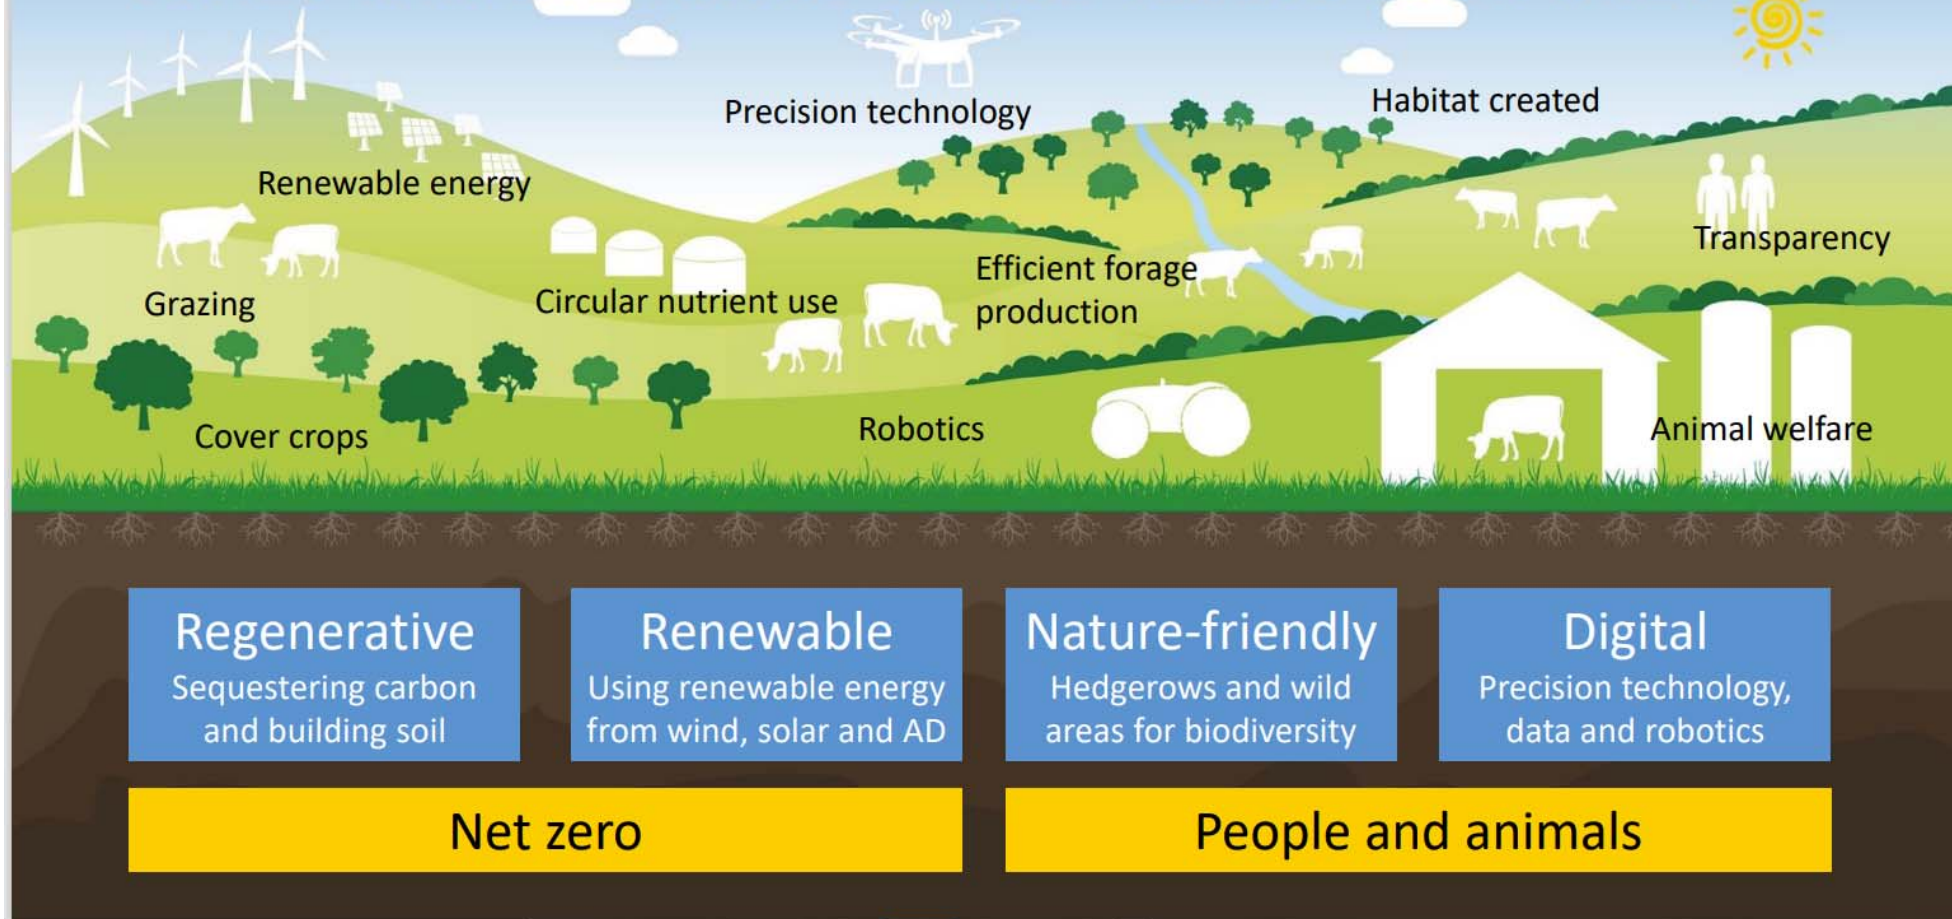 Precision technology
Habitat created
Renewable energy
Transparency
Efficient forage
production
Grazing
Circular nutrient use
Cover crops
Robotics
Animal welfare
Regenerative
Sequestering carbon
and building soil
Renewable
Using renewable energy
from wind, solar and AD
Nature-friendly
Hedgerows and wild
areas for biodiversity
Digital
Precision technology,
data and robotics
Net zero
People and animals